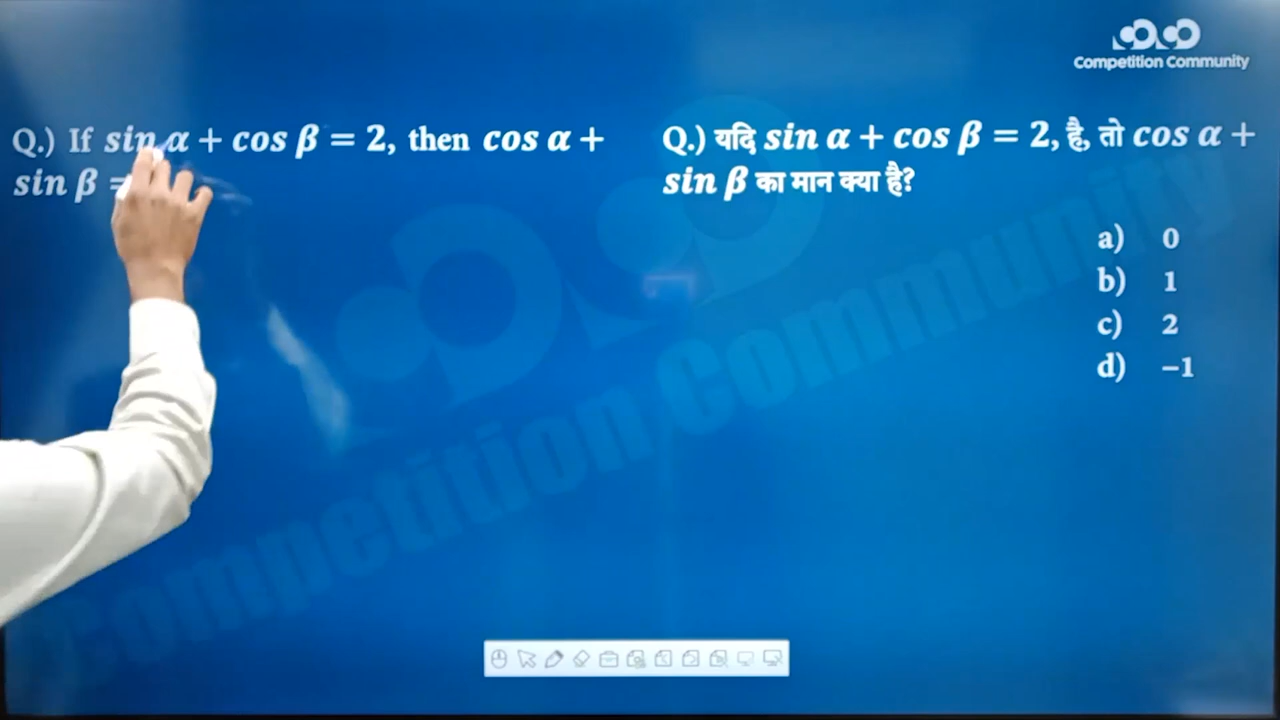 Competition Community
Q.) If sin α + cos β = 2, then cos α +
sin β =
Q.) यदि sin α + cos β = 2, है, तो cos α +
sin β का मान क्या है?
a) 0
b) 1
c) 2
d) −1
Competition Community